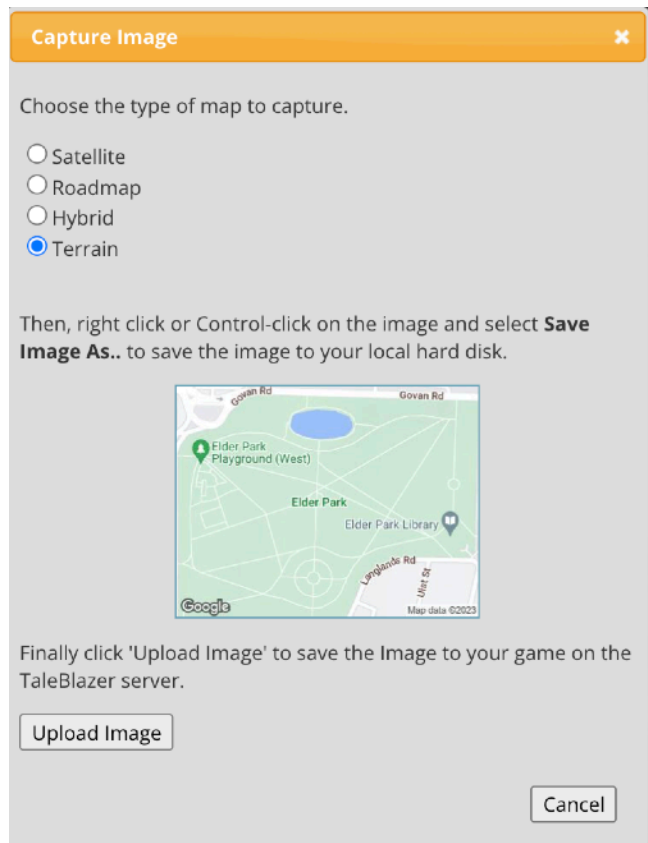 Capture Image
Choose the type of map to capture.
Satellite
Roadmap
Hybrid
Terrain
Then, right click or Control-click on the image and select Save
Image As.. to save the image to your local hard disk.
Govan Rd
Govan Rd
Elder Park
Playground (West)
Elder Park
Elder Park Library
Langlands Rd
Uist St
Google
Map data ©2023
Finally click 'Upload Image' to save the Image to your game on the
TaleBlazer server.
Upload Image
Cancel